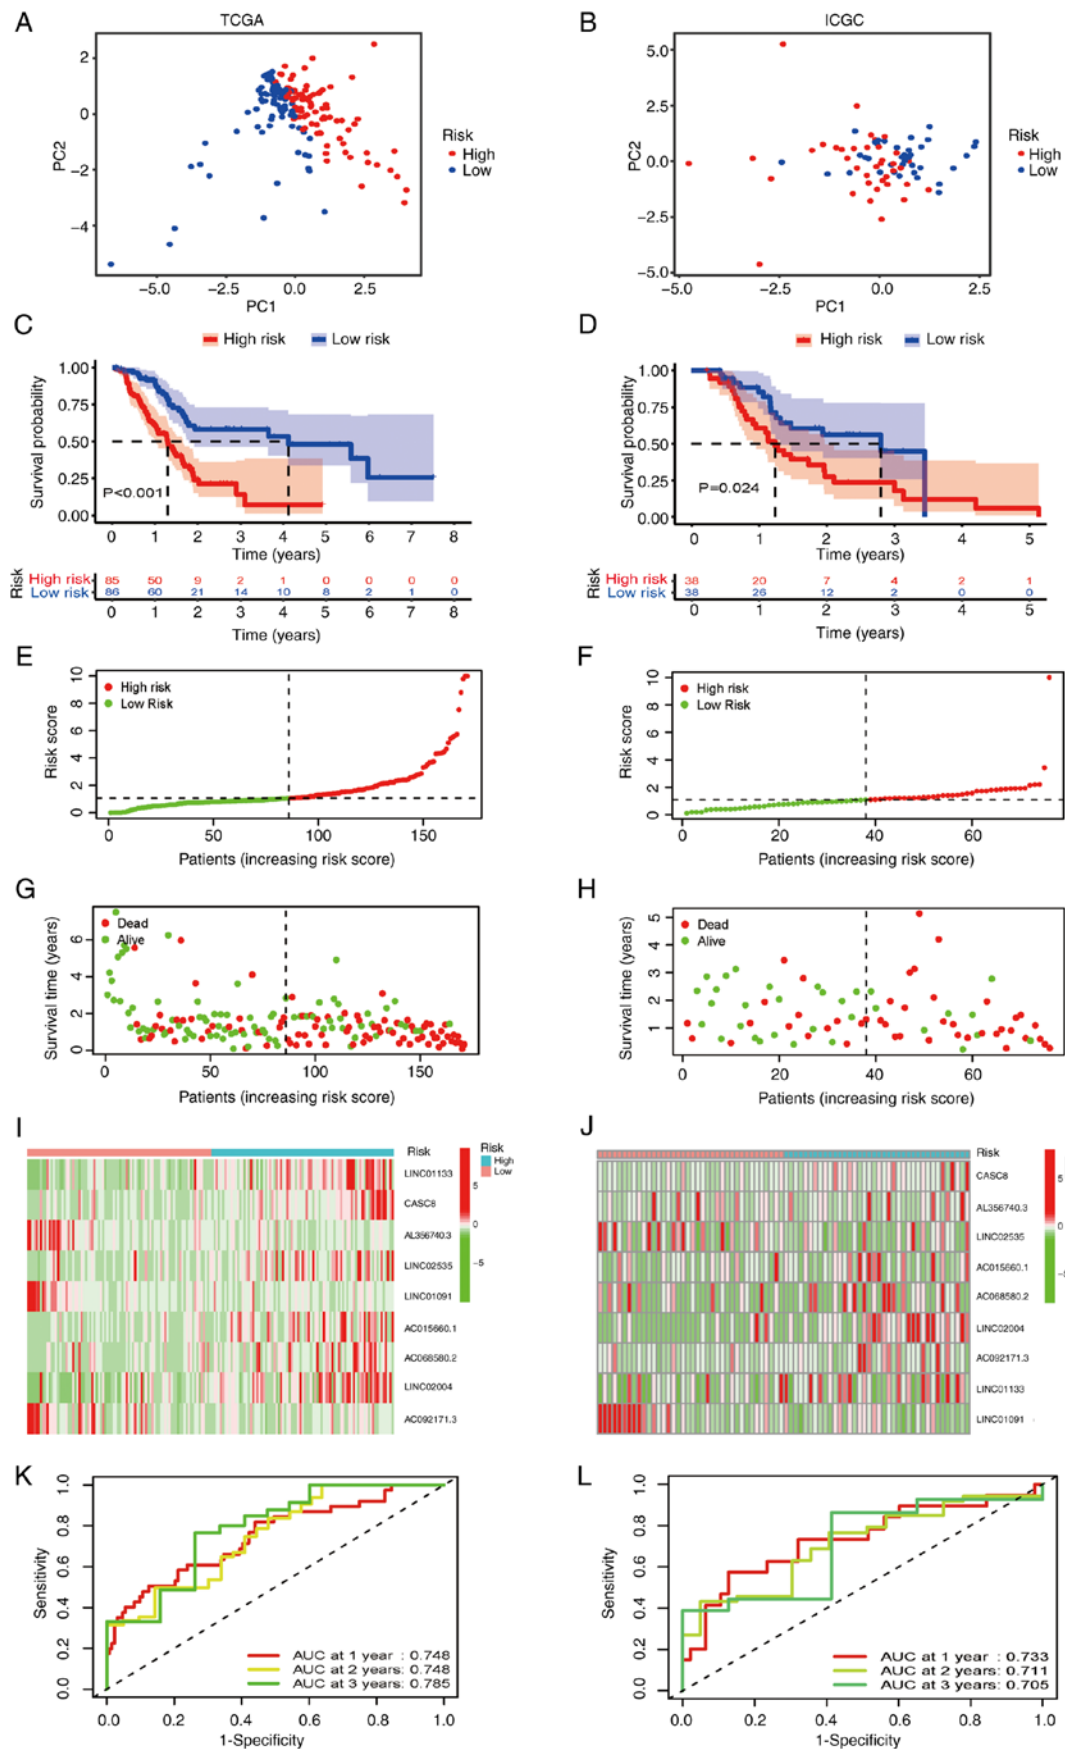 A
TCGA
2
0
−2
−4
PC2
−5.0
−2.5
0.0
2.5
PC1
Risk
High
Low
B
ICGC
5.0
2.5
0.0
−2.5
−5.0
PC2
−5.0
−2.5
0.0
2.5
PC1
Risk
High
Low
C
High risk
Low risk
1.00
0.75
0.50
0.25
0.00
Survival probability
P<0.001
0 1 2 3 4 5 6 7 8
Time (years)
Risk
High risk 85 50 9 2 1 0 0 0 0
Low risk 86 60 21 14 10 8 2 1 0
0 1 2 3 4 5 6 7 8
Time (years)
D
High risk
Low risk
1.00
0.75
0.50
0.25
0.00
Survival probability
P=0.024
0 1 2 3 4 5
Time (years)
Risk
High risk 38 20 7 4 2 1
Low risk 38 26 12 2 0 0
0 1 2 3 4 5
Time (years)
E
10
8
6
4
2
0
Risk score
High risk
Low Risk
0 50 100 150
Patients (increasing risk score)
F
10
8
6
4
2
0
Risk score
High risk
Low Risk
0 20 40 60
Patients (increasing risk score)
G
6
4
2
0
Survival time (years)
Dead
Alive
0 50 100 150
Patients (increasing risk score)
H
5
4
3
2
1
Survival time (years)
Dead
Alive
0 20 40 60
Patients (increasing risk score)
I
Risk
LINC01133
CASC8
AL356740.3
LINC02535
LINC01091
AC015660.1
AC068580.2
LINC02004
AC092171.3
5
0
−5
Risk
High
Low
J
Risk
CASC8
AL356740.3
LINC02535
AC015660.1
AC068580.2
LINC02004
AC092171.3
LINC01133
LINC01091
5
0
−5
K
1.0
0.8
0.6
0.4
0.2
0.0
Sensitivity
AUC at 1 year : 0.748
AUC at 2 years: 0.748
AUC at 3 years: 0.785
0.0 0.2 0.4 0.6 0.8 1.0
1-Specificity
L
1.0
0.8
0.6
0.4
0.2
0.0
Sensitivity
AUC at 1 year : 0.733
AUC at 2 years: 0.711
AUC at 3 years: 0.705
0.0 0.2 0.4 0.6 0.8 1.0
1-Specificity